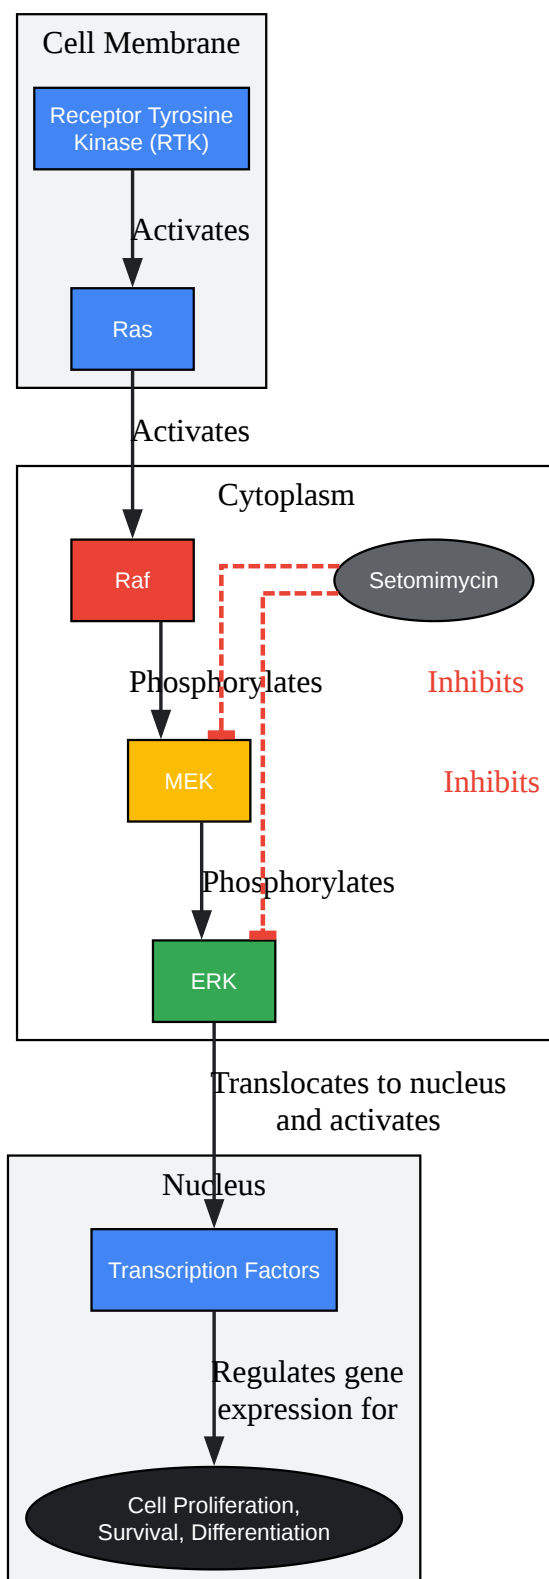 Cell Membrane
Receptor Tyrosine
Kinase (RTK)
Activates
Ras
Activates
Cytoplasm
Raf
Setomimycin
Phosphorylates
Inhibits
MEK
Inhibits
Phosphorylates
ERK
Translocates to nucleus
and activates
Nucleus
Transcription Factors
Regulates gene
expression for
Cell Proliferation,
Survival, Differentiation